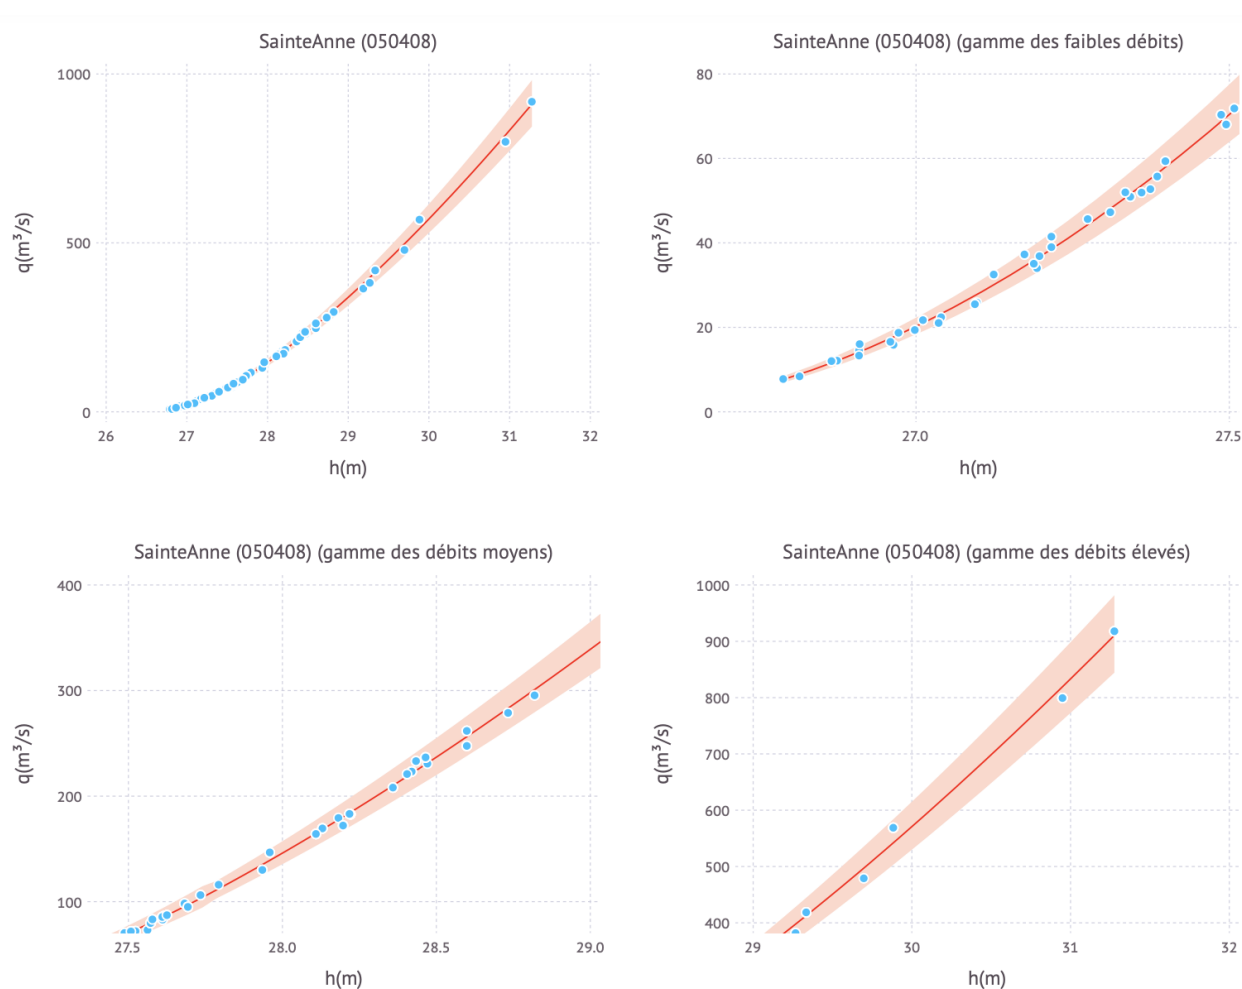 SainteAnne (050408)
1000
500
0
26 27 28 29 30 31 32
q(m³/s)
h(m)
SainteAnne (050408) (gamme des faibles débits)
80
60
40
20
0
27.0 27.5
q(m³/s)
h(m)
SainteAnne (050408) (gamme des débits moyens)
400
300
200
100
27.5 28.0 28.5 29.0
q(m³/s)
h(m)
SainteAnne (050408) (gamme des débits élevés)
1000
900
800
700
600
500
400
29 30 31 32
q(m³/s)
h(m)